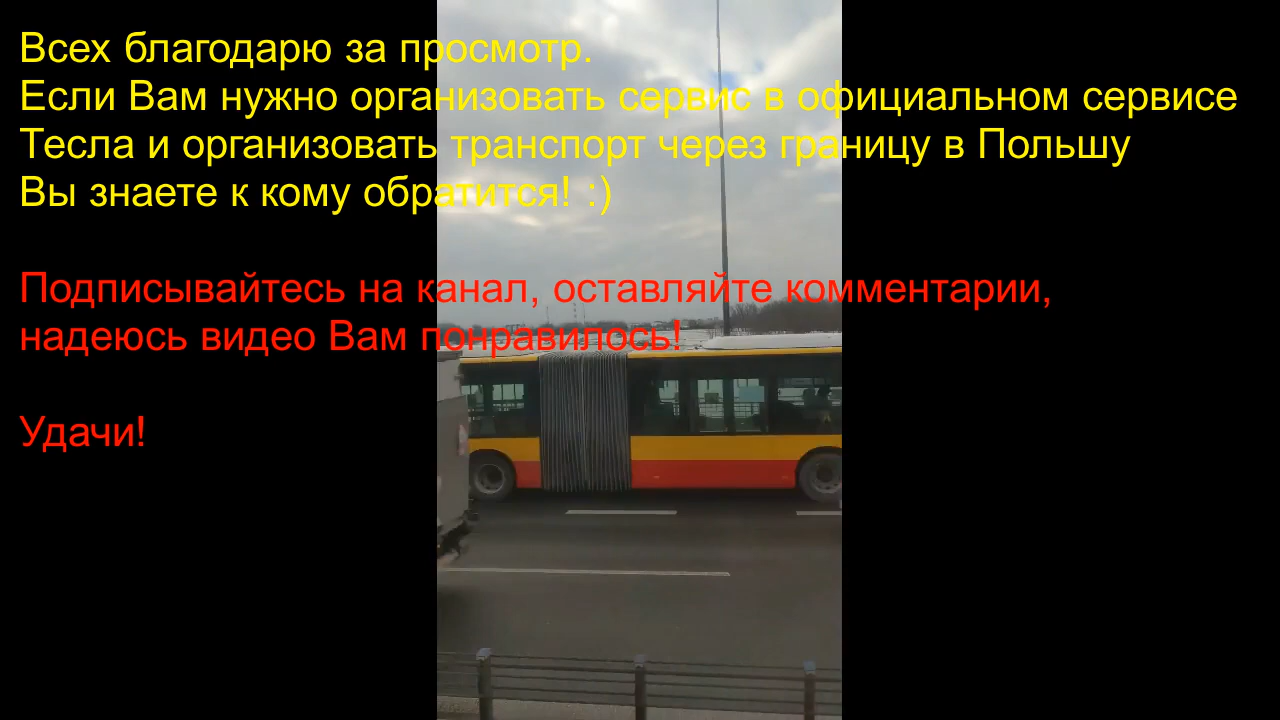 Всех благодарю за просмотр.
Если Вам нужно организовать сервис в официальном сервисе
Тесла и организовать транспорт через границу в Польшу
Вы знаете к кому обратится! :)
Подписывайтесь на канал, оставляйте комментарии,
надеюсь видео Вам понравилось!
Удачи!